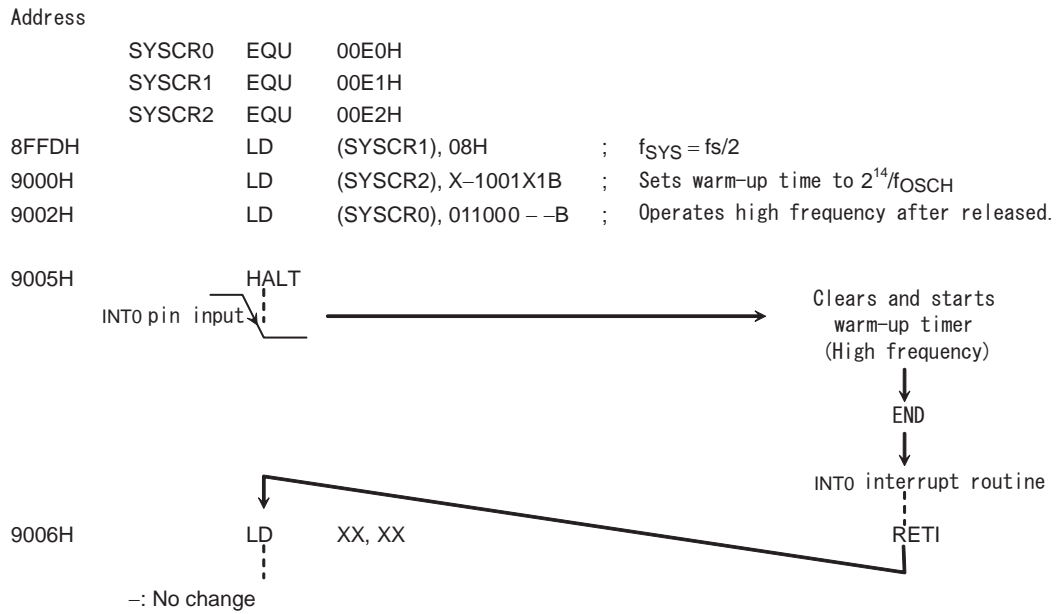 Address
SYSCR0 EQU 00E0H
SYSCR1 EQU 00E1H
SYSCR2 EQU 00E2H
8FFDH LD (SYSCR1), 08H ; fSYS = fs/2
9000H LD (SYSCR2), X–1001X1B ; Sets warm-up time to 2^14/fOSCH
9002H LD (SYSCR0), 011000 – –B ; Operates high frequency after released.
9005H HALT
INT0 pin input
Clears and starts
warm-up timer
(High frequency)
END
INT0 interrupt routine
9006H LD XX, XX RETI
–: No change